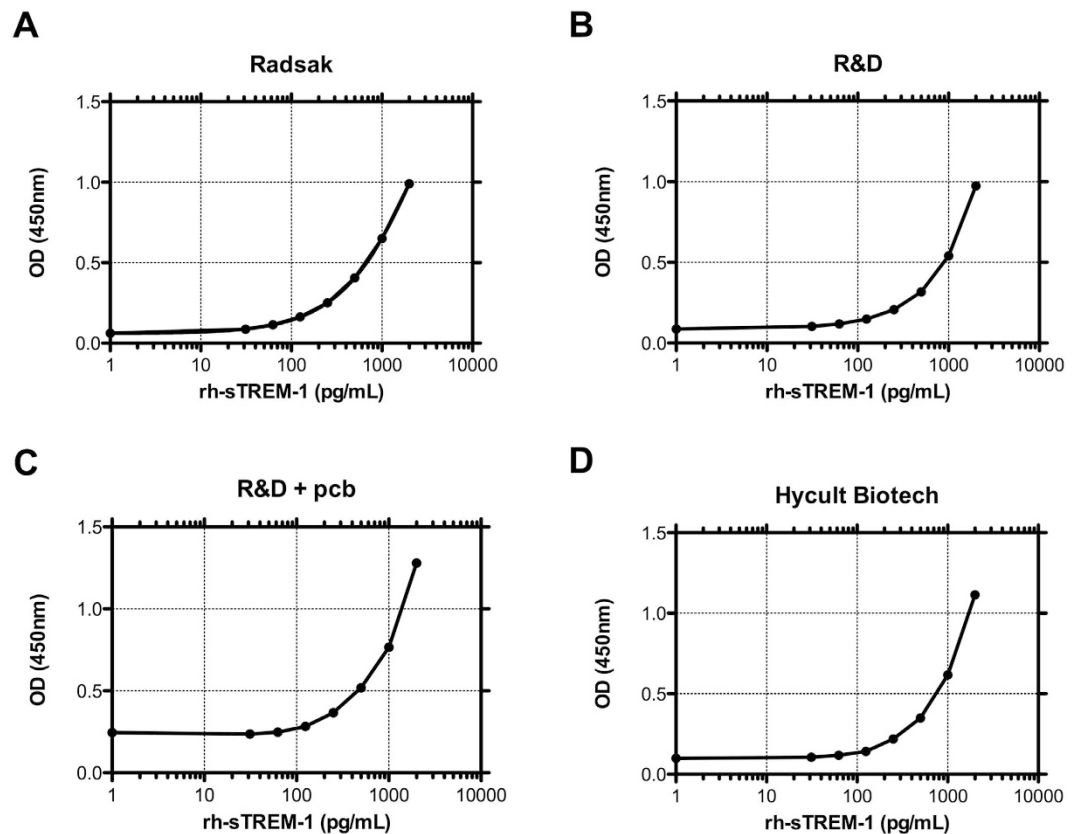 A
Radsak
1.5
1.0
0.5
0.0
OD (450nm)
1 10 100 1000 10000
rh-sTREM-1 (pg/mL)
B
R&D
1.5
1.0
0.5
0.0
OD (450nm)
1 10 100 1000 10000
rh-sTREM-1 (pg/mL)
C
R&D + pcb
1.5
1.0
0.5
0.0
OD (450nm)
1 10 100 1000 10000
rh-sTREM-1 (pg/mL)
D
Hycult Biotech
1.5
1.0
0.5
0.0
OD (450nm)
1 10 100 1000 10000
rh-sTREM-1 (pg/mL)